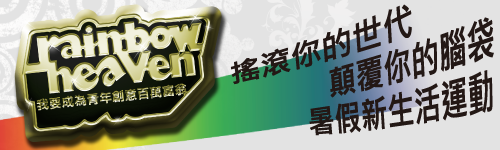 rainbow
heaven
我要成為青年創意百萬富翁
搖滾你的世代
顛覆你的腦袋
暑假新生活運動